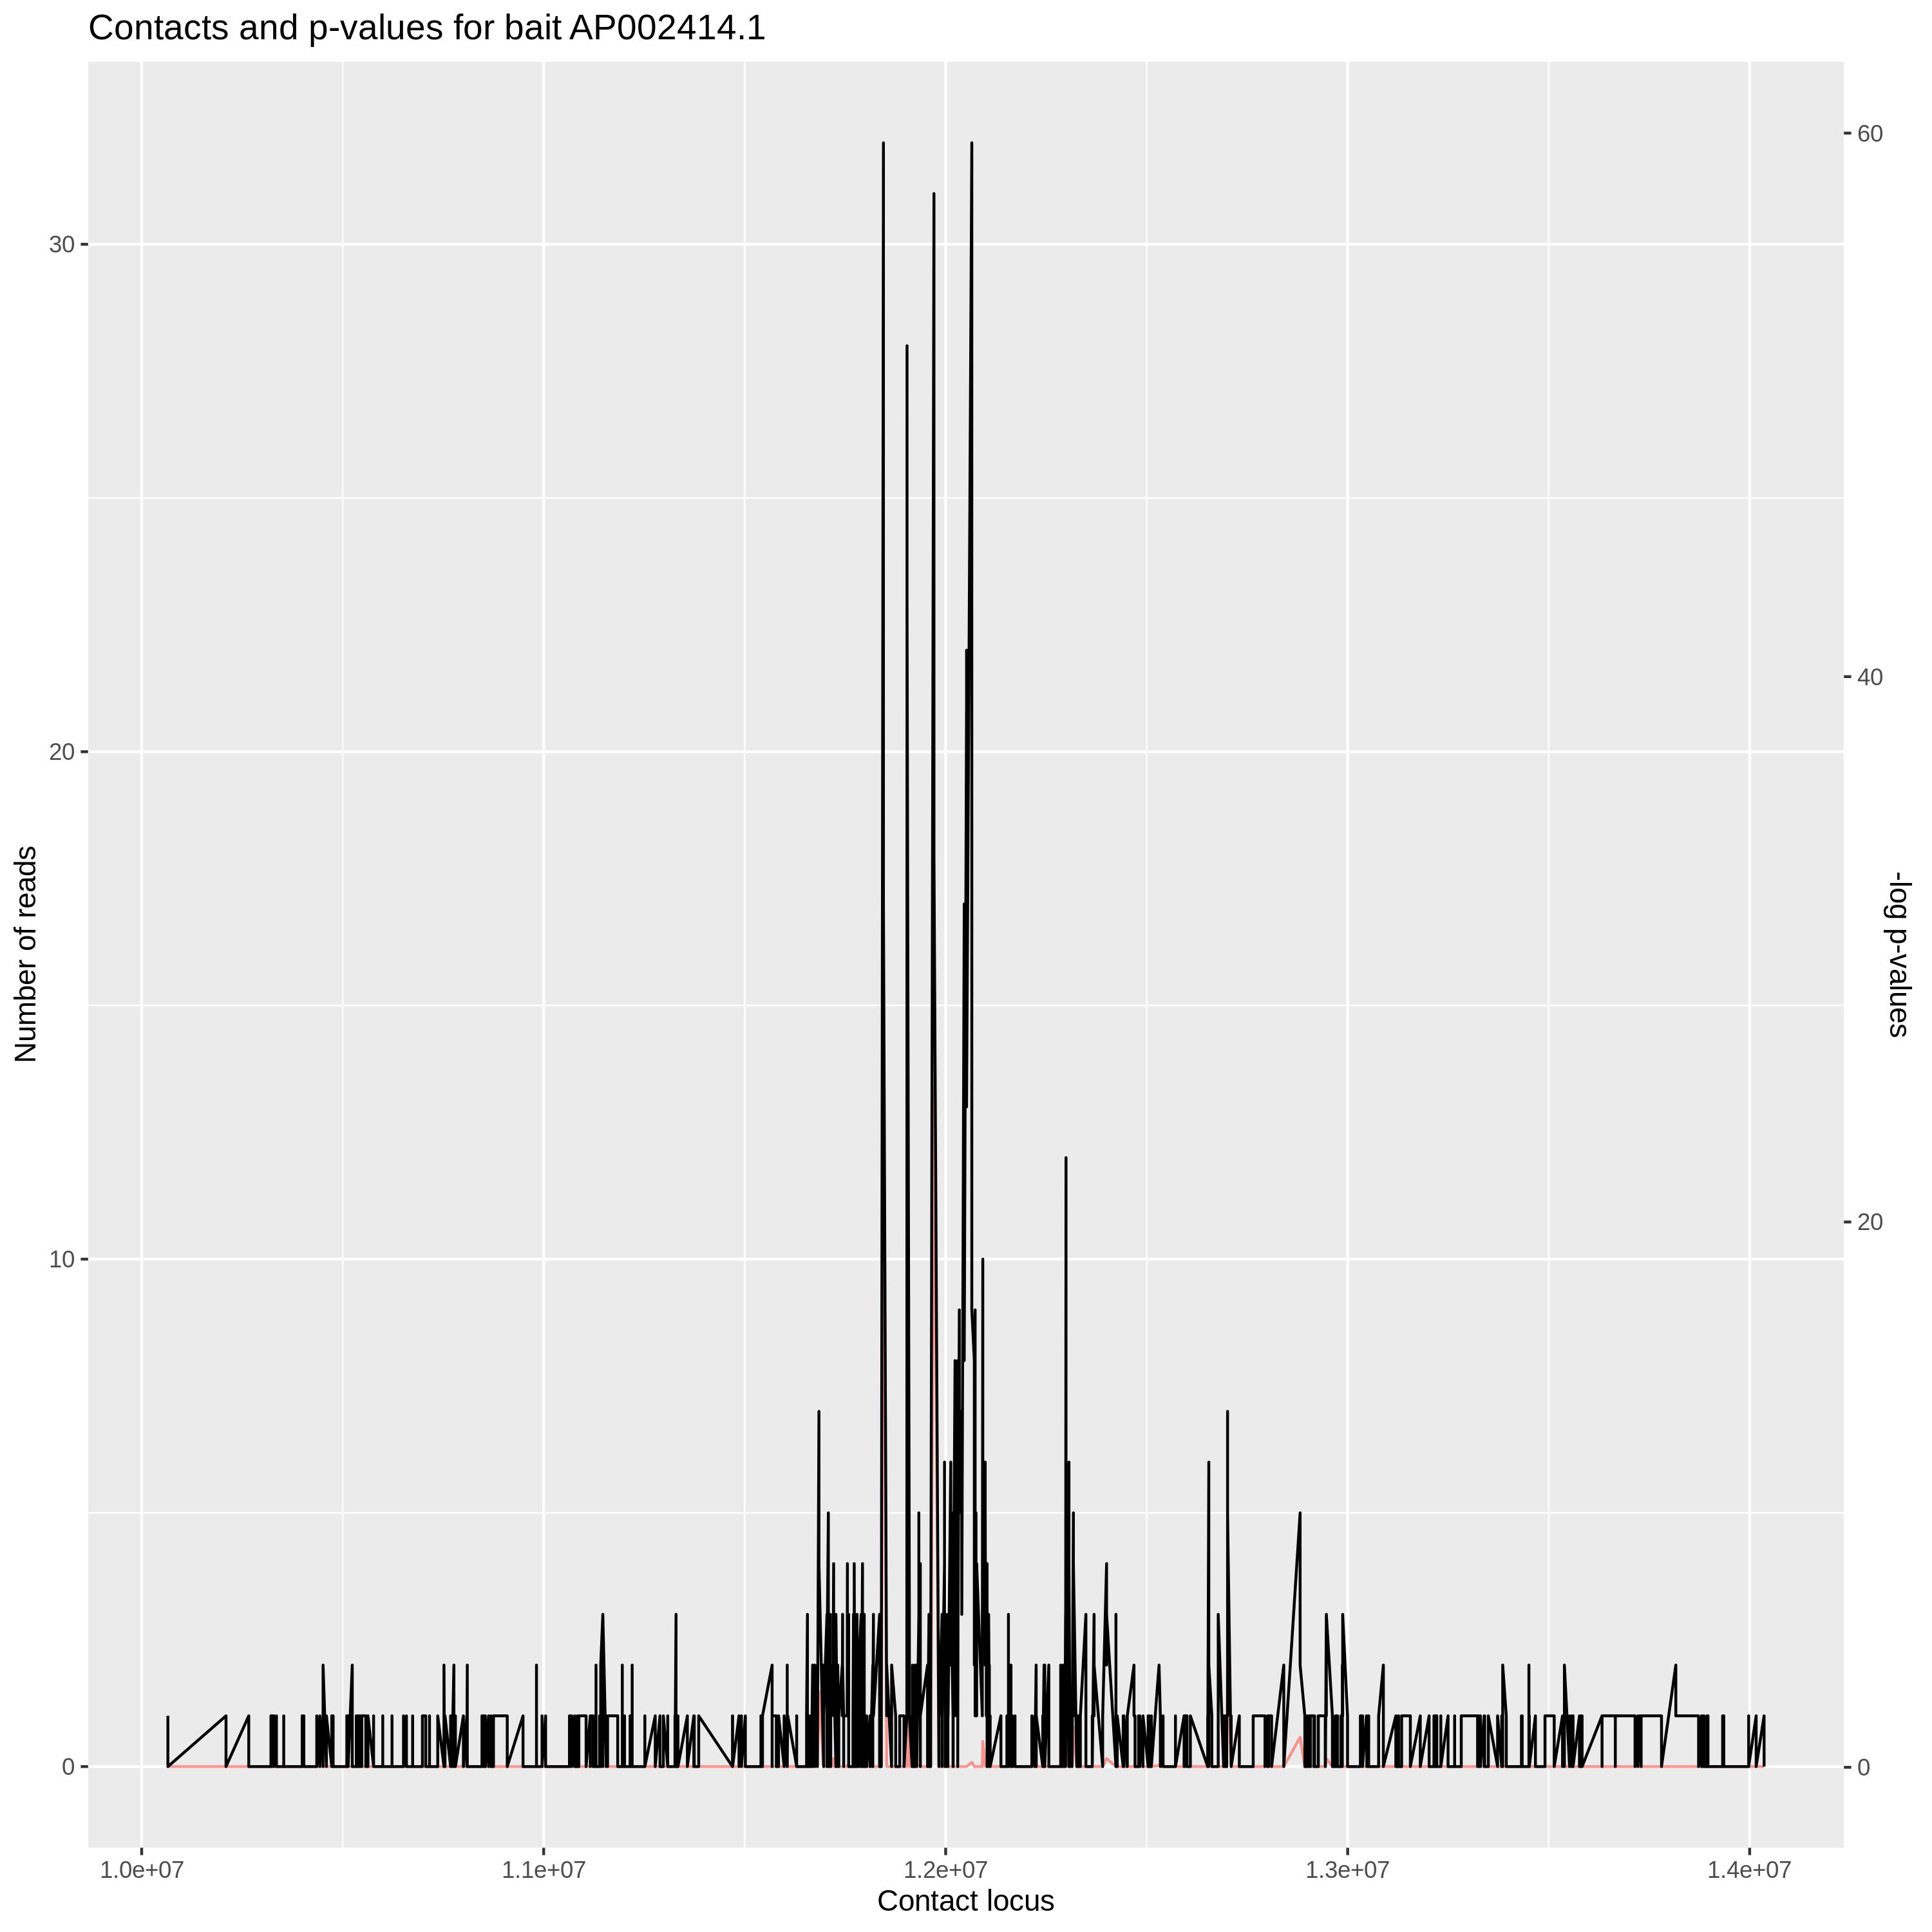 Contacts and p-values for bait AP002414.1
Number of reads
30
20
10
0
60
40
20
0
-log p-values
1.0e+07 1.1e+07 1.2e+07 1.3e+07 1.4e+07
Contact locus